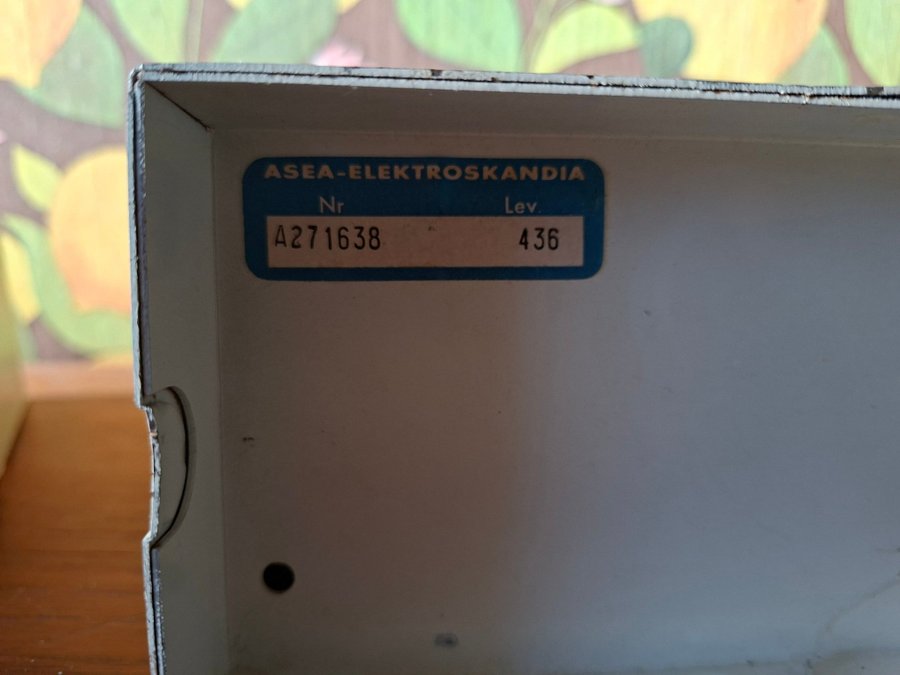 ASEA-ELEKTROSKANDIA
Nr Lev.
A271638 436